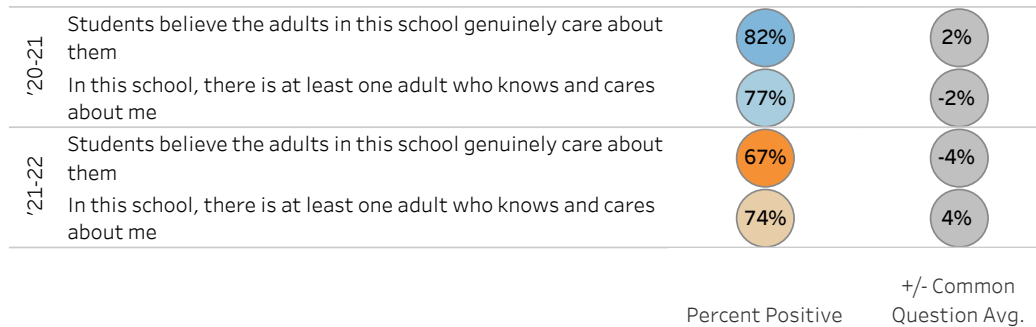 '20-21
Students believe the adults in this school genuinely care about
them
82%
2%
In this school, there is at least one adult who knows and cares
about me
77%
-2%
'21-22
Students believe the adults in this school genuinely care about
them
67%
-4%
In this school, there is at least one adult who knows and cares
about me
74%
4%
Percent Positive
+/- Common
Question Avg.